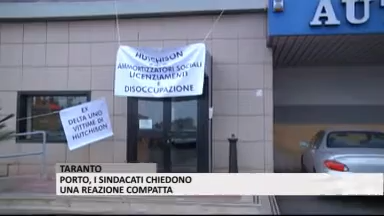 AU
HUTCHISON
AMMORTIZZATORI SOCIALI
LICENZIAMENTI
E
DISOCCUPAZIONE
EX
DELTA UNO
VITTIME DI
HUTCHISON
TARANTO
PORTO, I SINDACATI CHIEDONO
UNA REAZIONE COMPATTA